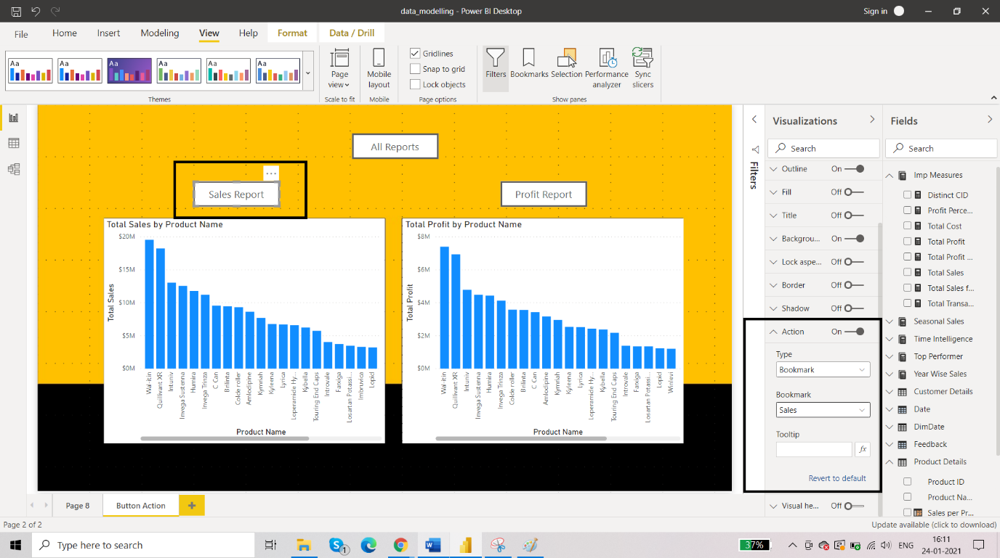 data_modelling - Power BI Desktop
Sign in
File
Home
Insert
Modeling
View
Help
Format
Data / Drill
Aa
Aa
Aa
Aa
Aa
Aa
Themes
Page
view
Scale to fit
Mobile
layout
Mobile
Gridlines
Snap to grid
Lock objects
Page options
Filters
Bookmarks
Selection
Performance
analyzer
Sync
slicers
Show panes
All Reports
Sales Report
Profit Report
Total Sales by Product Name
Total Sales
$20M
$15M
$10M
$5M
$0M
Wal-itin
Quillivant XR
Intuniv
Invega Sustenna
Humira
Invega Trinza
C Can
Brilinta
Colde roller
Amlodipine
Kymriah
Kyleena
Lyrica
Loperamide Hy...
Kybella
Touring End Caps
Introvale
Farxiga
Losartan Potassi...
Imbruvica
Lopid
Product Name
Total Profit by Product Name
Total Profit
$8M
$6M
$4M
$2M
$0M
Wal-itin
Quillivant XR
Intuniv
Invega Sustenna
Humira
Invega Trinza
Colde roller
Brilinta
C Can
Amlodipine
Kymriah
Kyleena
Lyrica
Loperamide Hy...
Kybella
Touring End Caps
Introvale
Farxiga
Losartan Potassi...
Lopid
Winlevi
Product Name
Filters
Visualizations
Search
Outline On
Fill Off
Title Off
Backgrou... On
Lock aspe... Off
Border Off
Shadow Off
Action On
Type
Bookmark
Bookmark
Sales
Tooltip
fx
Revert to default
Visual he... Off
Fields
Search
Imp Measures
Distinct CID
Profit Perce...
Total Cost
Total Profit
Total Profit ...
Total Sales
Total Sales f...
Total Transa...
Seasonal Sales
Time Intelligence
Top Performer
Year Wise Sales
Customer Details
Date
DimDate
Feedback
Product Details
Product ID
Product Na...
Sales per Pr...
Page 8
Button Action
Page 2 of 2
Update available (click to download)
Type here to search
1
37%
ENG
16:11
24-01-2021